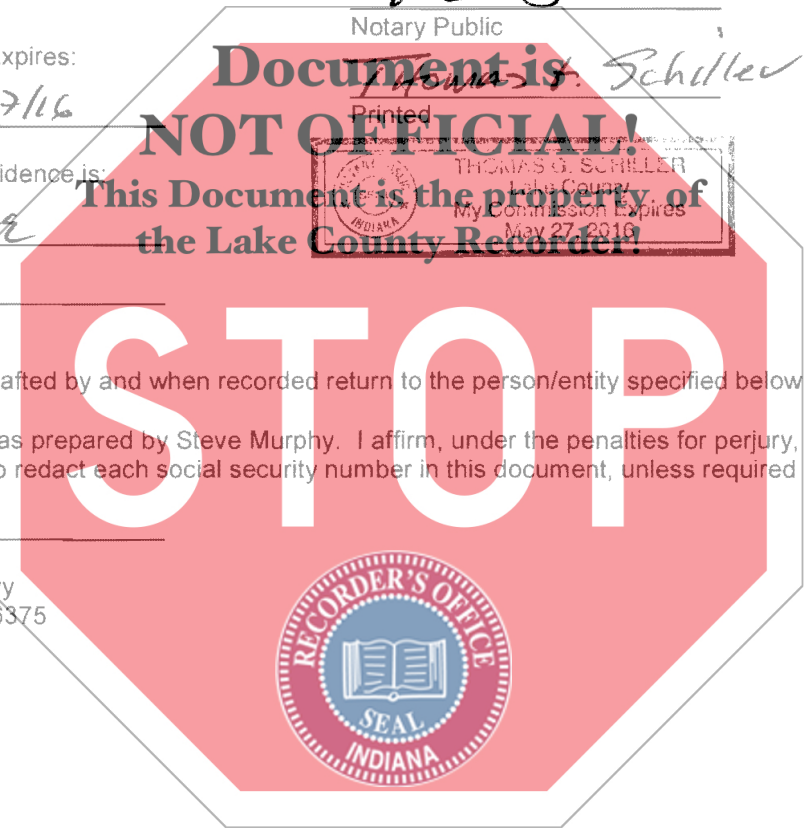 Notary Public
xpires:
Document is
Thomas G. Schiller
7/16
Printed
NOT OFFICIAL!
THOMAS G. SCHILLER
Lake County
My Commission Expires
May 27, 2016
INDIANA
idence is:
This Document is the property of
the Lake County Recorder!
STOP
afted by and when recorded return to the person/entity specified below
as prepared by Steve Murphy. I affirm, under the penalties for perjury,
o redact each social security number in this document, unless required
ry
6375
RECORDER'S OFFICE
SEAL
INDIANA